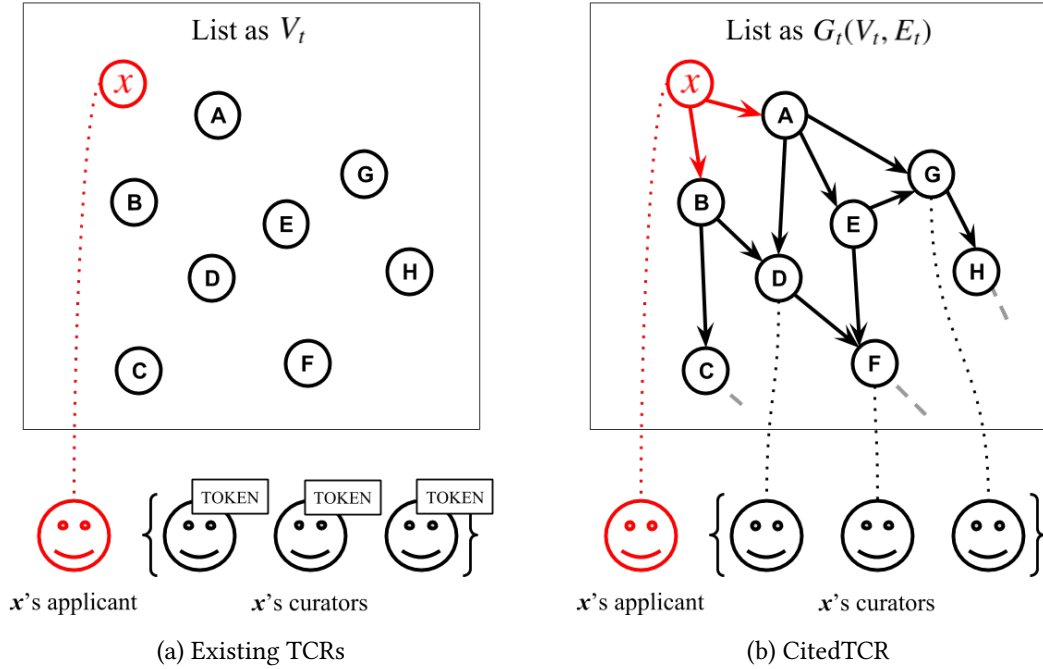 List as V_t
x
A
G
B
E
D
H
C
F
TOKEN TOKEN TOKEN
x's applicant
x's curators
(a) Existing TCRs
List as G_t(V_t, E_t)
x
A
G
B
E
D
H
C
F
x's applicant
x's curators
(b) CitedTCR